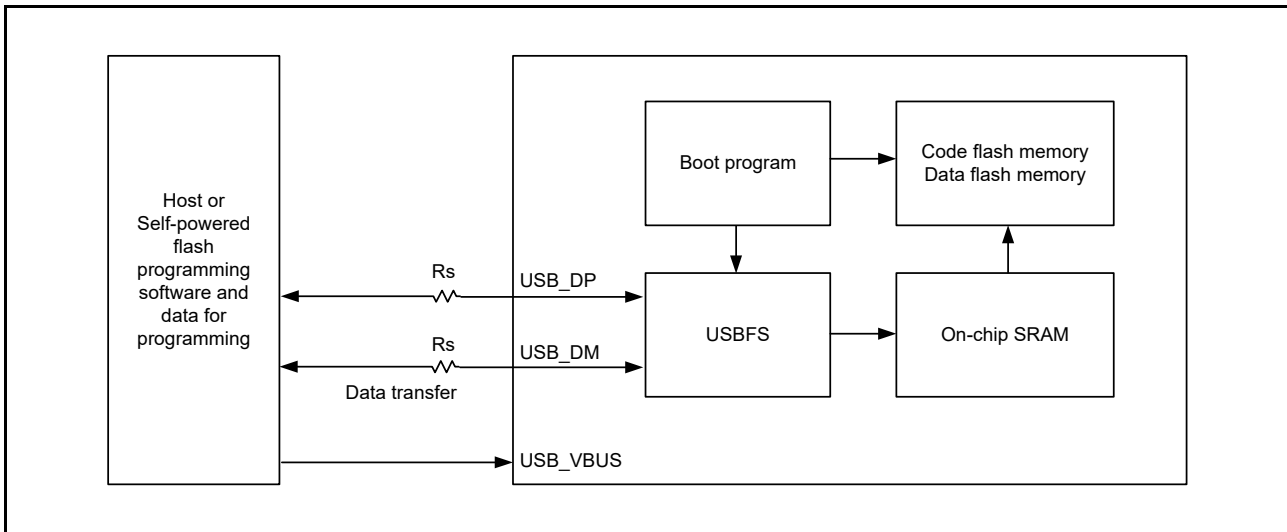 Host or
Self-powered
flash
programming
software and
data for
programming
Rs
Rs
Data transfer
USB_DP
USB_DM
USB_VBUS
Boot program
Code flash memory
Data flash memory
USBFS
On-chip SRAM